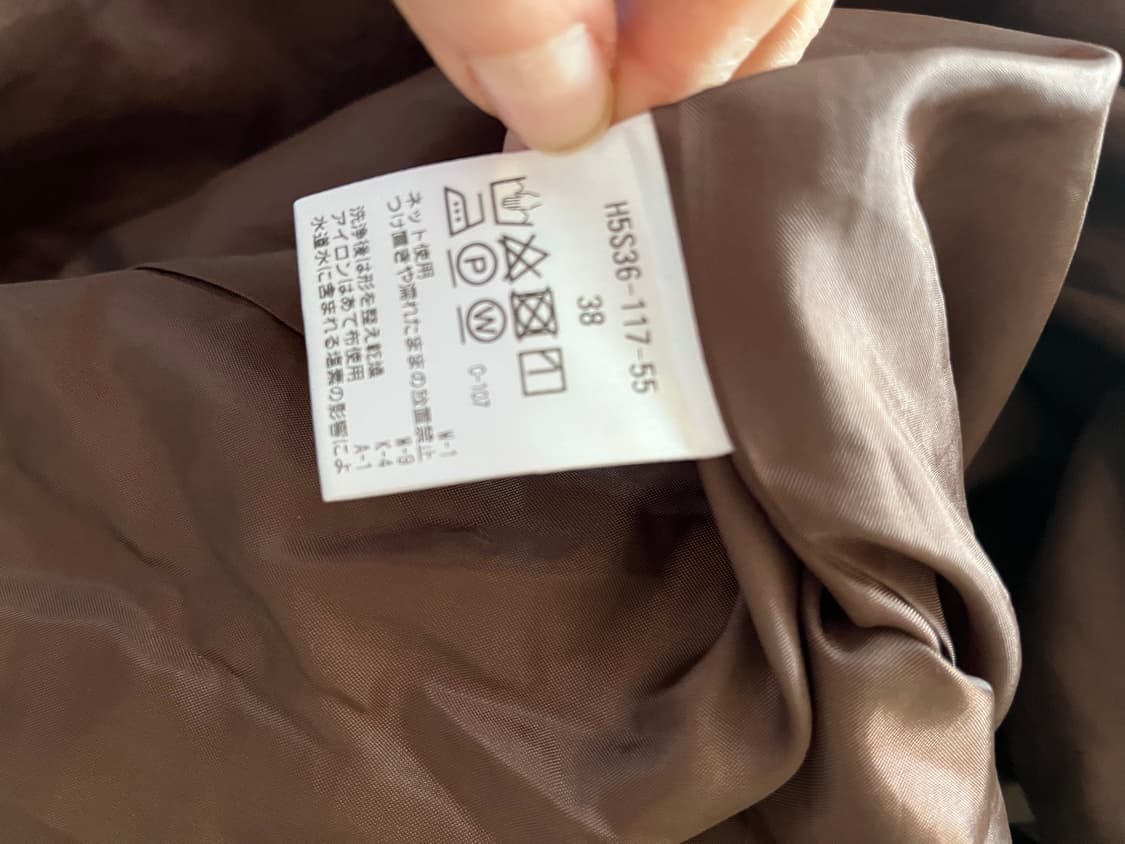 H5S36-117-55
38
P W
0-107
W-1
ネット使用 W-9
つけ置きや濡れたままの放置禁止
洗浄後は形を整え乾燥 K-4
アイロンはあて布使用 A-1
水道水に含まれる塩素の影響によ